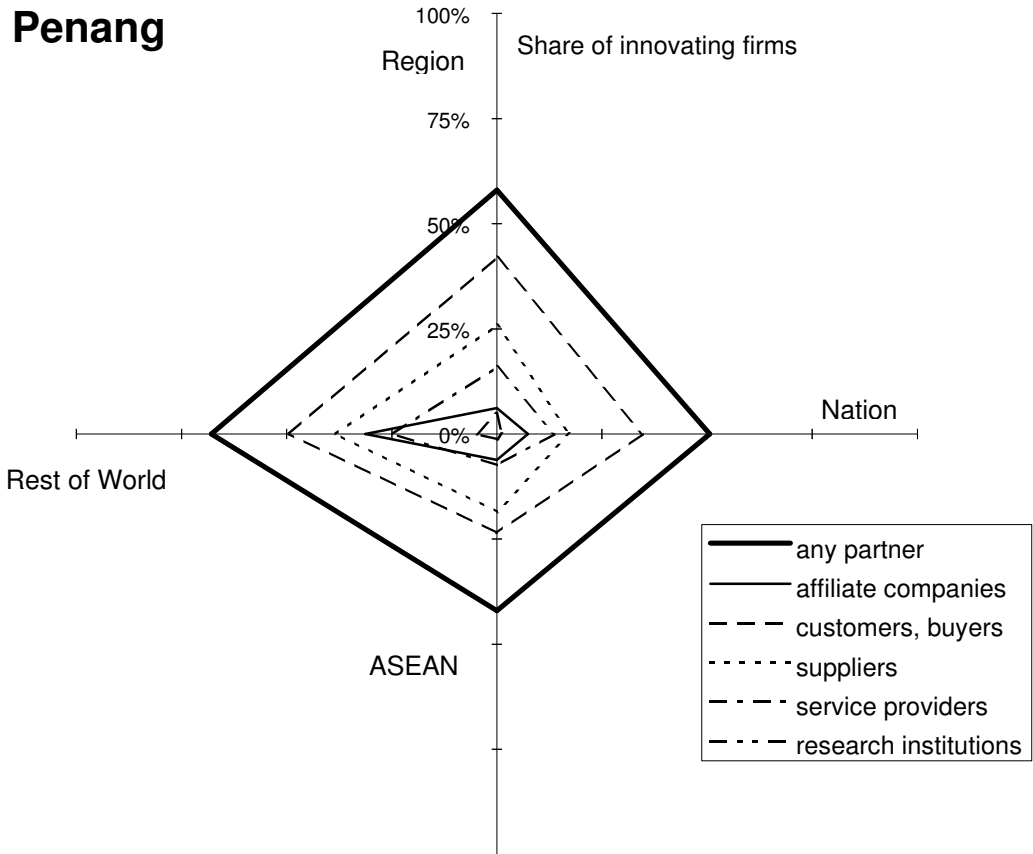 Penang
100%
Share of innovating firms
Region
75%
50%
25%
Nation
0%
Rest of World
any partner
affiliate companies
customers, buyers
ASEAN
suppliers
service providers
research institutions